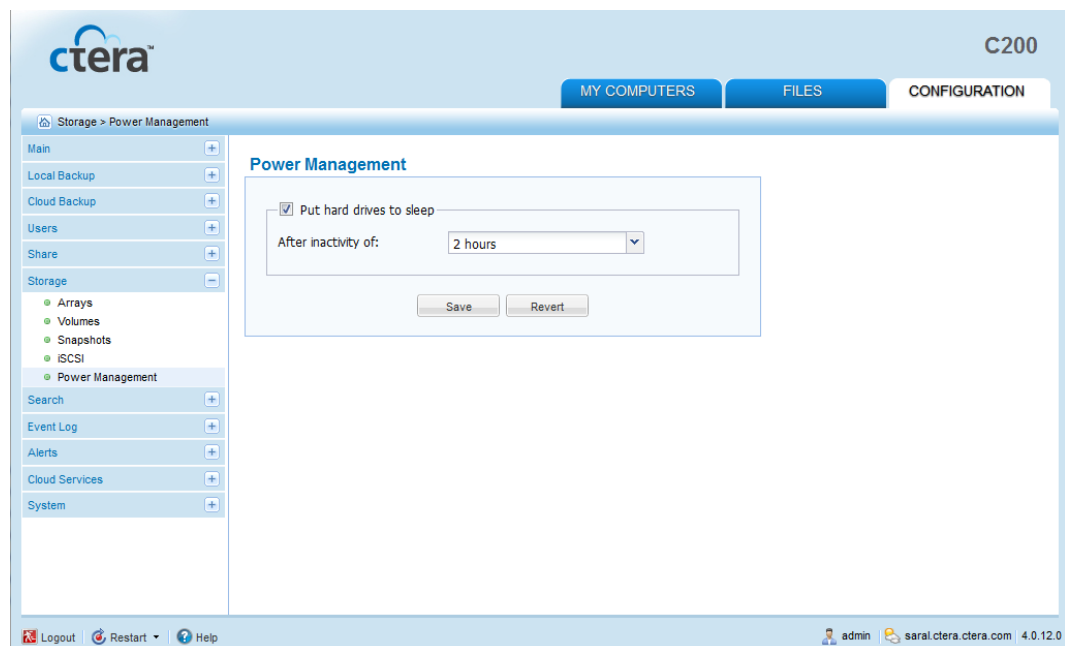 ctera™
C200
MY COMPUTERS
FILES
CONFIGURATION
Storage > Power Management
Main
Local Backup
Cloud Backup
Users
Share
Storage
Arrays
Volumes
Snapshots
iSCSI
Power Management
Search
Event Log
Alerts
Cloud Services
System
Power Management
Put hard drives to sleep
After inactivity of: 2 hours
Save Revert
Logout Restart Help
admin saral.ctera.ctera.com 4.0.12.0